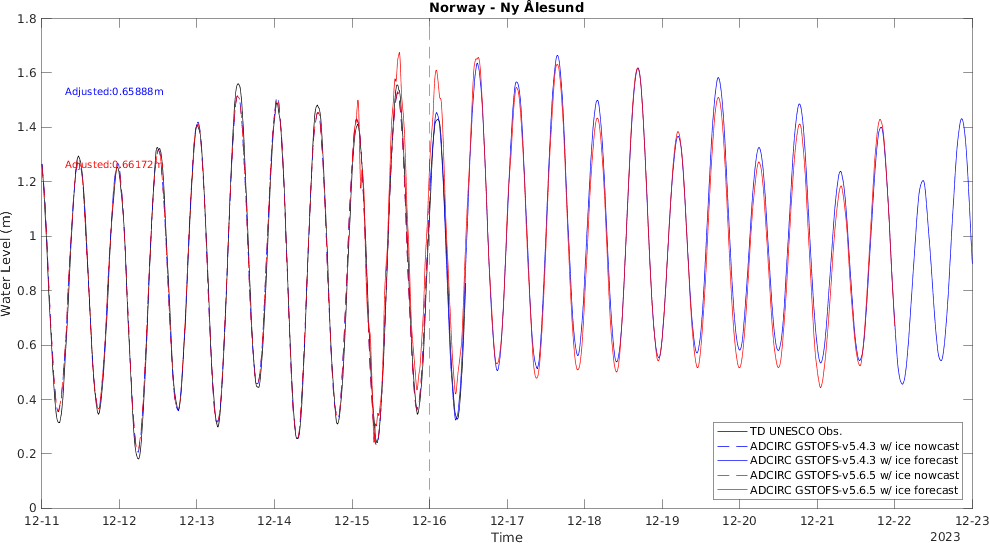 Norway - Ny Ålesund
1.8
1.6
1.4
1.2
1
0.8
0.6
0.4
0.2
0
Water Level (m)
Adjusted:0.65888m
Adjusted:0.66172m
TD UNESCO Obs.
ADCIRC GSTOFS-v5.4.3 w/ ice nowcast
ADCIRC GSTOFS-v5.4.3 w/ ice forecast
ADCIRC GSTOFS-v5.6.5 w/ ice nowcast
ADCIRC GSTOFS-v5.6.5 w/ ice forecast
12-11 12-12 12-13 12-14 12-15 12-16 12-17 12-18 12-19 12-20 12-21 12-22 12-23
Time
2023